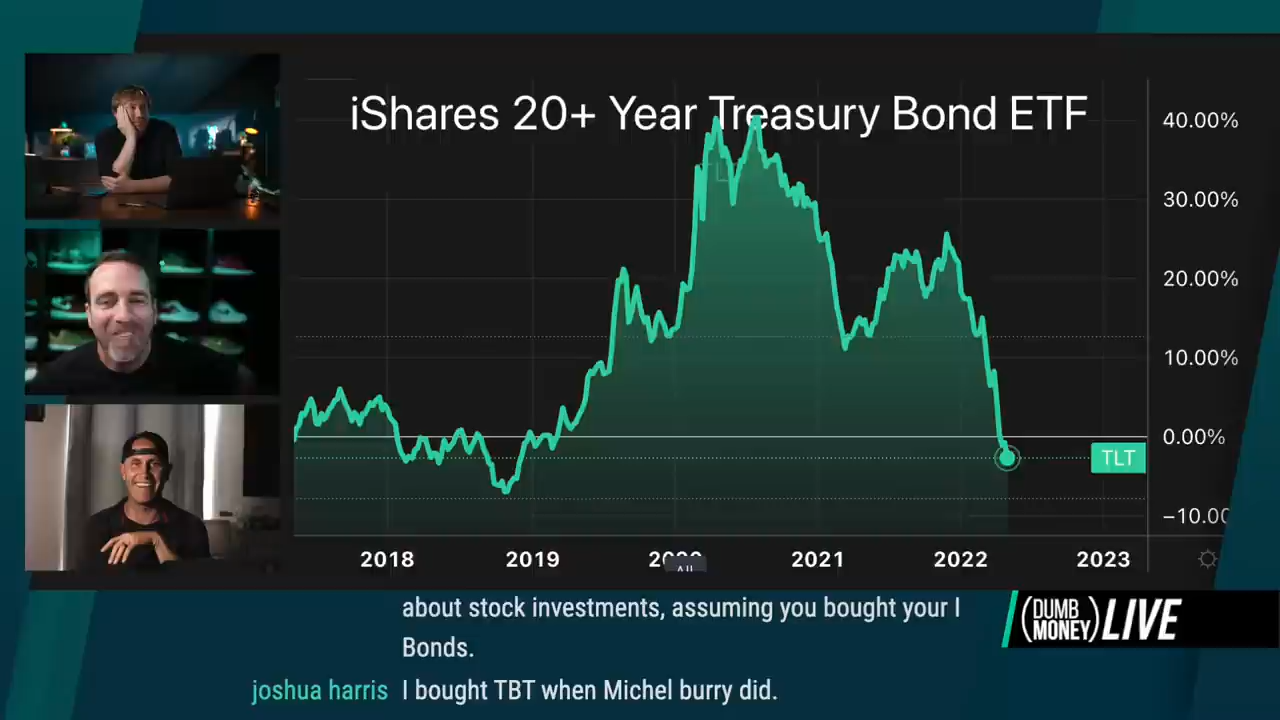 iShares 20+ Year Treasury Bond ETF
40.00%
30.00%
20.00%
10.00%
0.00%
TLT
−10.00
2018 2019 2020 2021 2022 2023
All
about stock investments, assuming you bought your I
Bonds.
(DUMB MONEY) LIVE
joshua harris I bought TBT when Michel burry did.